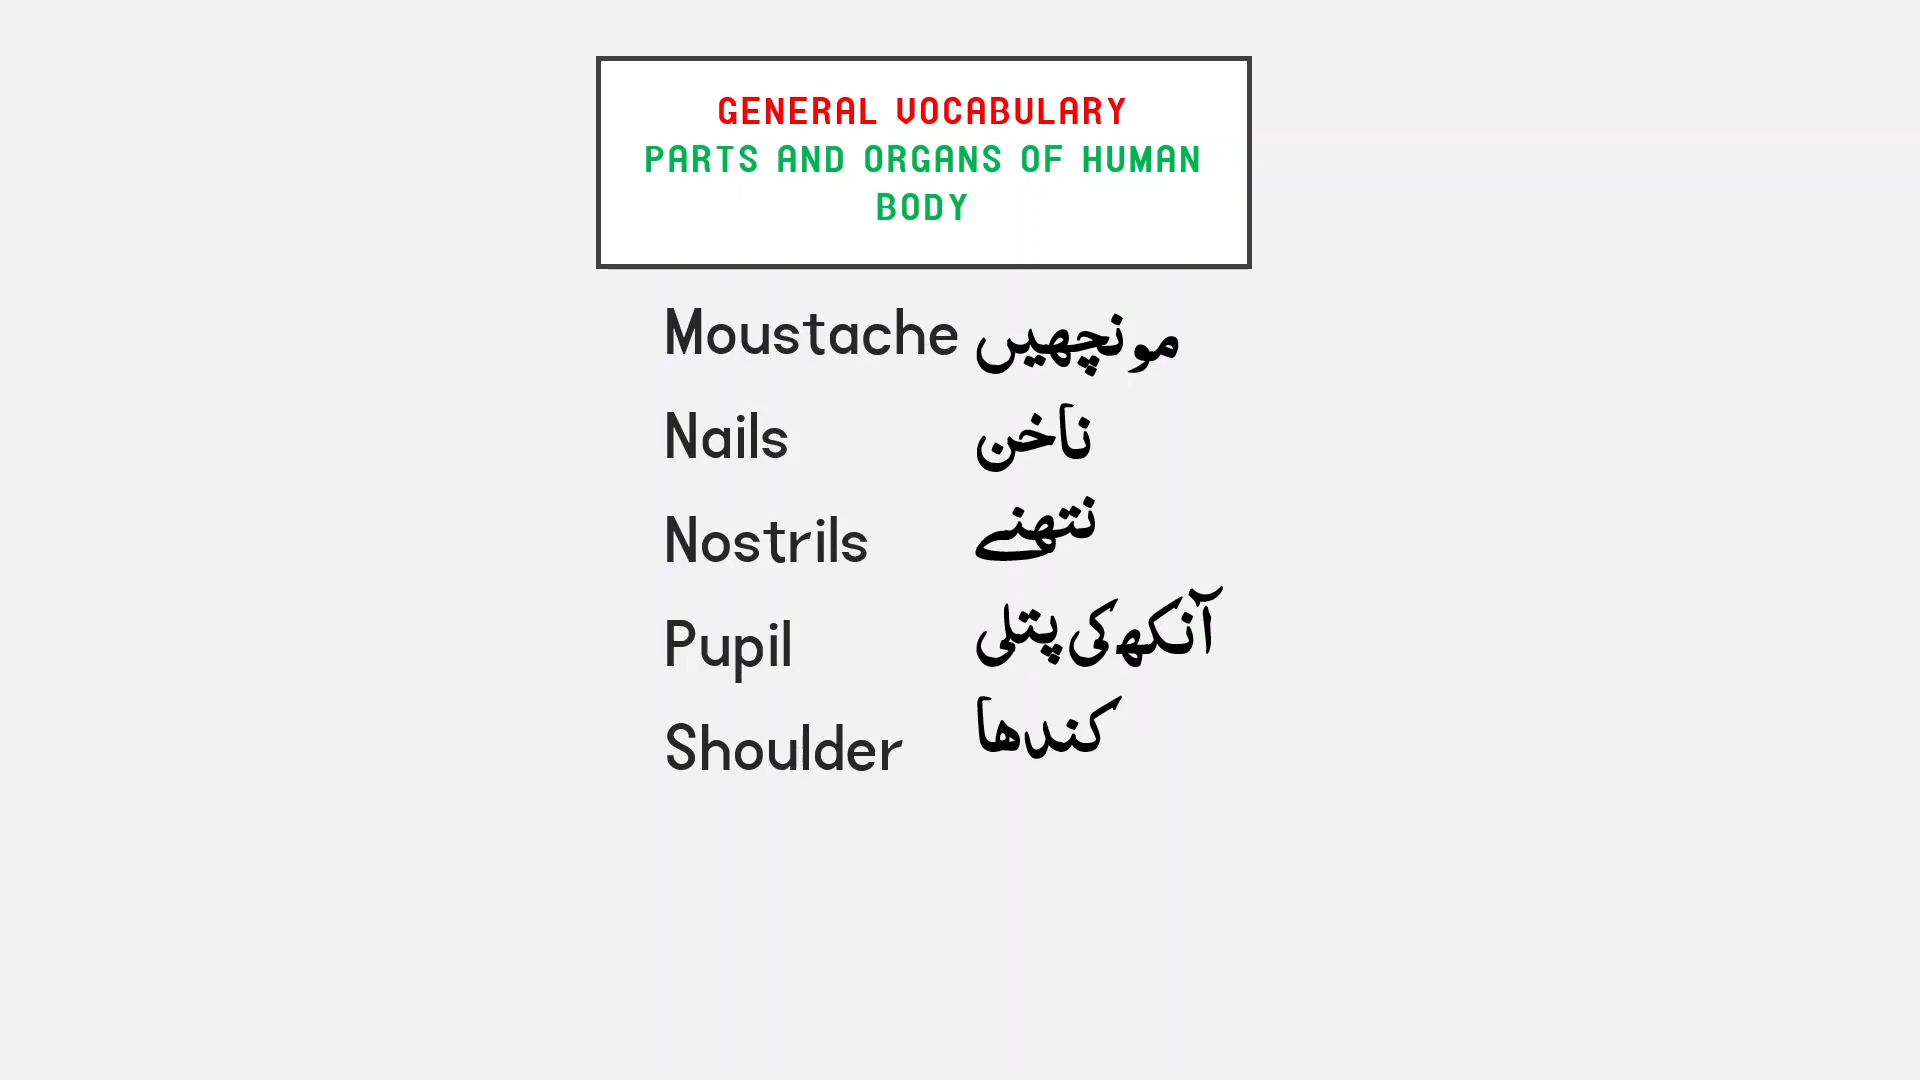 GENERAL VOCABULARY
PARTS AND ORGANS OF HUMAN
BODY
Moustache مونچھیں
Nails ناخن
Nostrils نتھنے
Pupil آنکھ کی پتلی
Shoulder کندھا